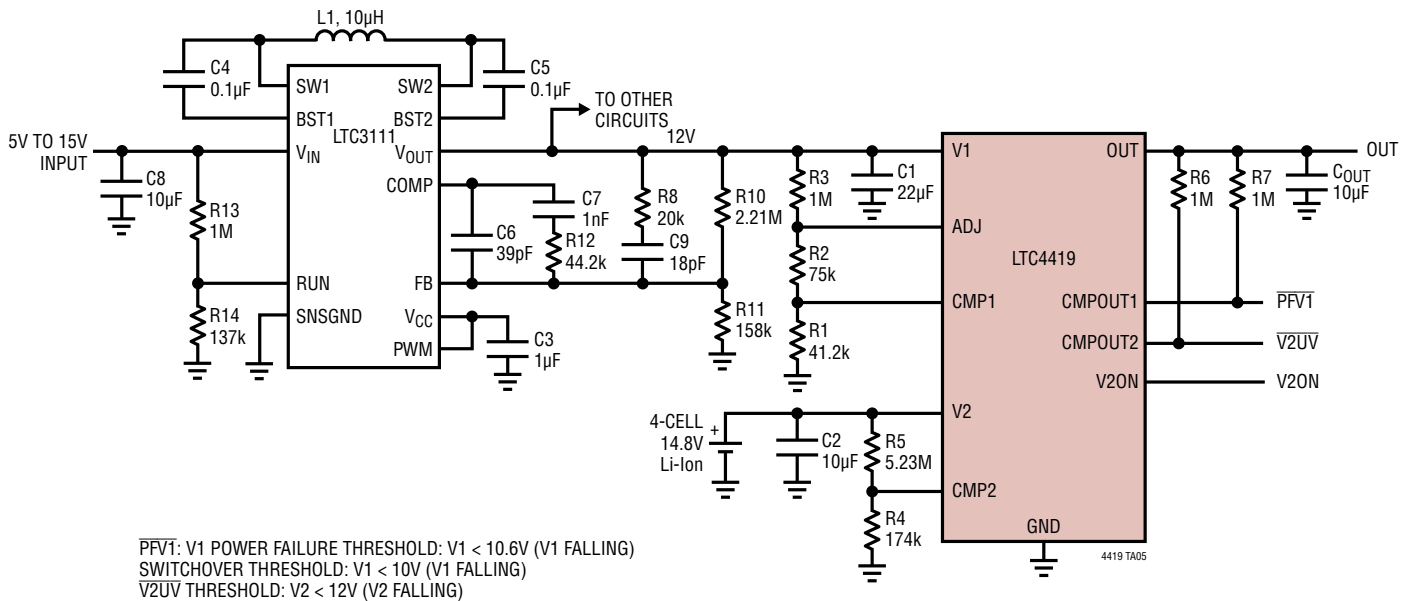 L1, 10µH
C4
0.1µF
C5
0.1µF
SW1
SW2
BST1
BST2
LTC3111
TO OTHER
CIRCUITS
5V TO 15V
INPUT
VIN
VOUT
12V
C8
10µF
R13
1M
COMP
C7
1nF
R8
20k
R10
2.21M
R3
1M
C1
22µF
C6
39pF
R12
44.2k
C9
18pF
RUN
FB
R14
137k
SNSGND
VCC
PWM
C3
1µF
R11
158k
R2
75k
R1
41.2k
V1
OUT
OUT
R6
1M
R7
1M
COUT
10µF
ADJ
LTC4419
CMP1
CMPOUT1
PFV1
CMPOUT2
V2UV
V2ON
V2ON
V2
4-CELL
14.8V
Li-Ion
+
C2
10µF
R5
5.23M
CMP2
R4
174k
GND
4419 TA05
PFV1: V1 POWER FAILURE THRESHOLD: V1 < 10.6V (V1 FALLING)
SWITCHOVER THRESHOLD: V1 < 10V (V1 FALLING)
V2UV THRESHOLD: V2 < 12V (V2 FALLING)